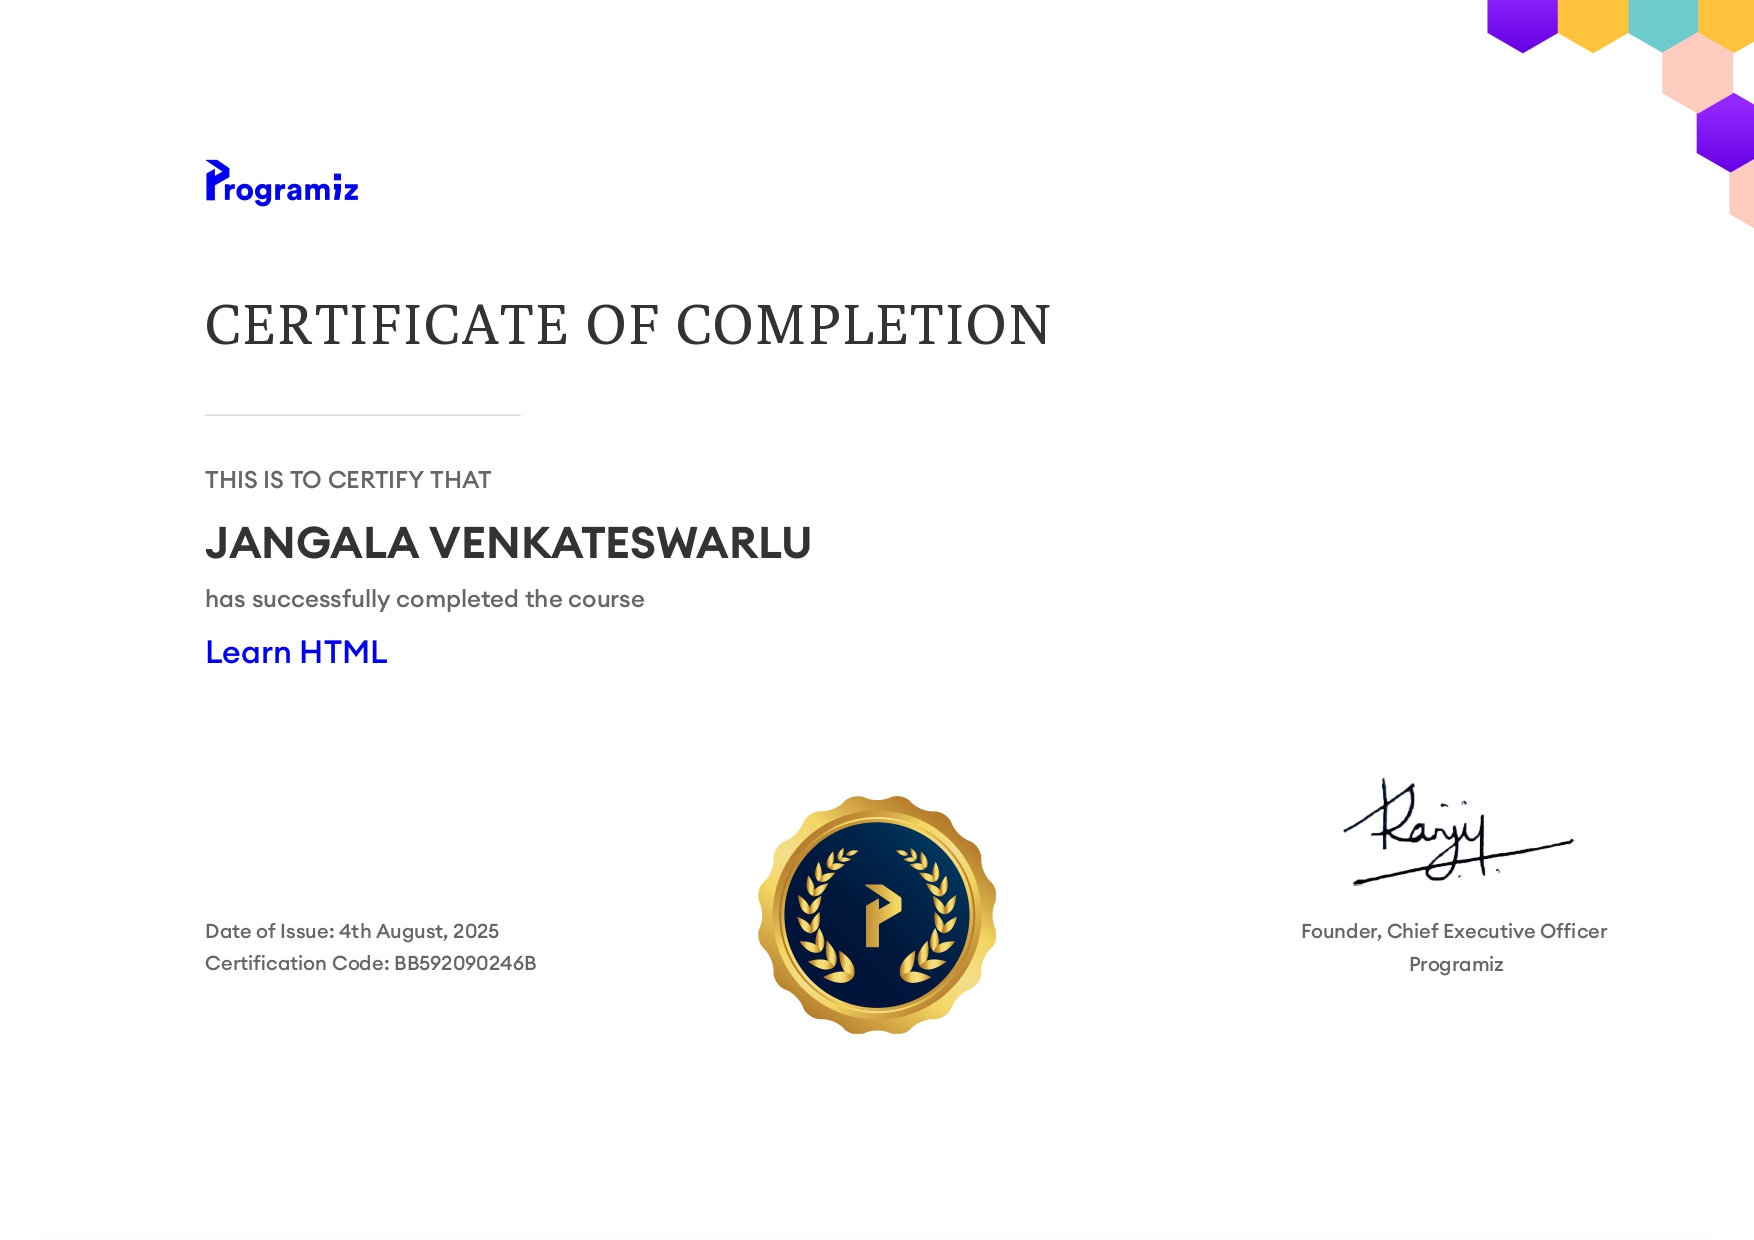 Programiz
CERTIFICATE OF COMPLETION
THIS IS TO CERTIFY THAT
JANGALA VENKATESWARLU
has successfully completed the course
Learn HTML
Date of Issue: 4th August, 2025
Certification Code: BB592090246B
P
Ranjit
Founder, Chief Executive Officer
Programiz